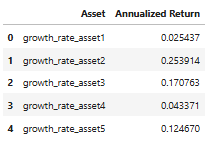 Asset Annualized Return
0 growth_rate_asset1 0.025437
1 growth_rate_asset2 0.253914
2 growth_rate_asset3 0.170763
3 growth_rate_asset4 0.043371
4 growth_rate_asset5 0.124670